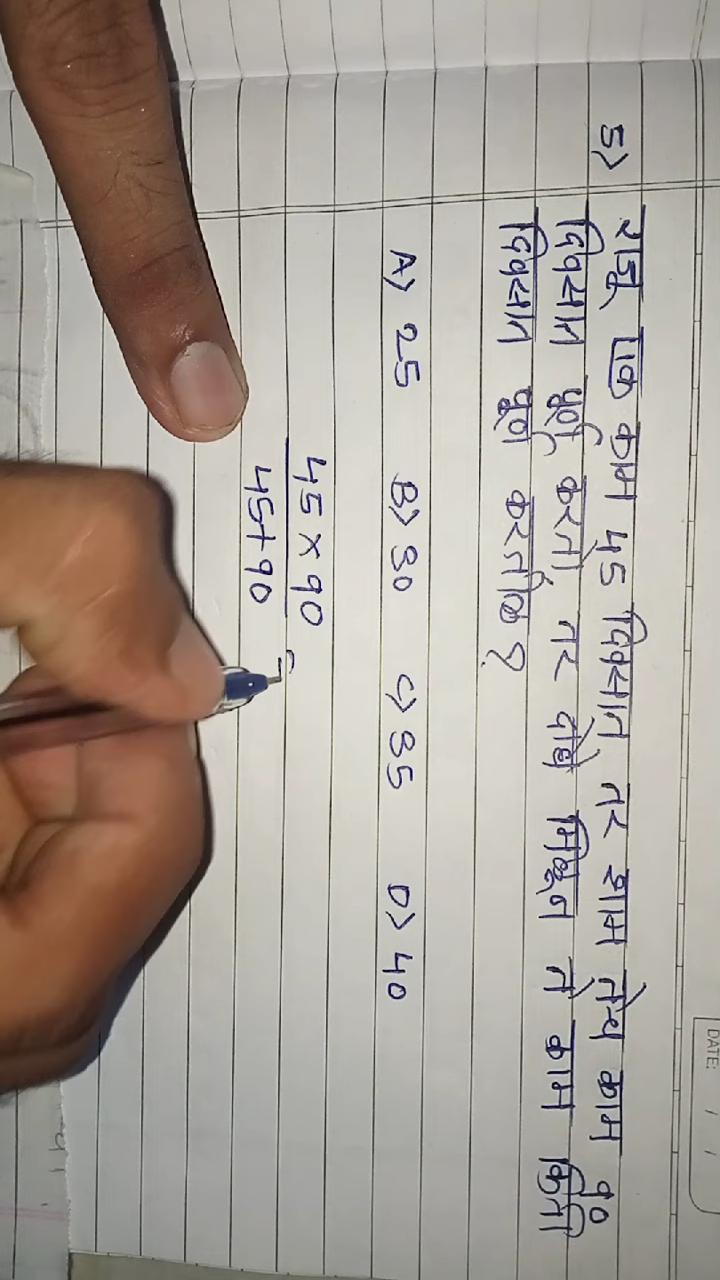 DATE: / /
5) राजू एक काम 45 दिवसात, तर शाम तेच काम 90
दिवसात पूर्ण करतो, तर दोघे मिळून ते काम किती
दिवसात पूर्ण करतील ?
A) 25 B) 30 C) 35 D) 40
45 × 90
45+90
=